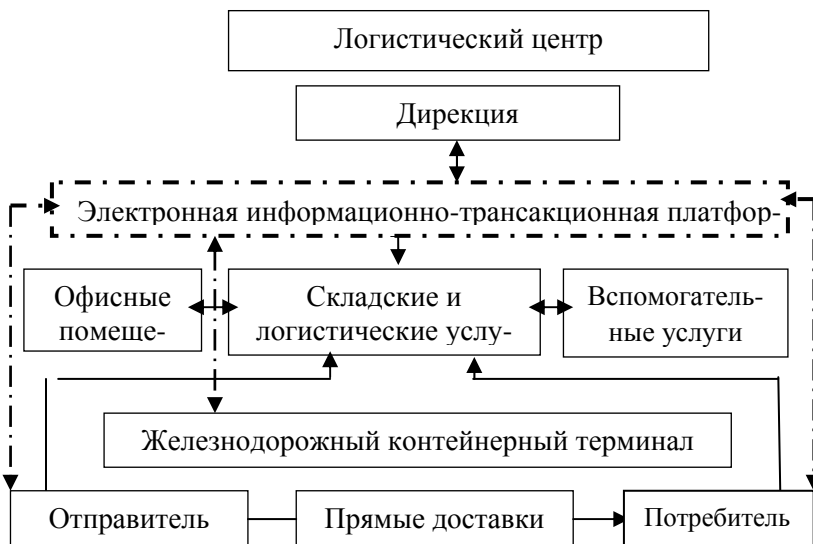 Логистический центр
Дирекция
Электронная информационно-трансакционная платфор-
Офисные
помеще-
Складские и
логистические услу-
Вспомогатель-
ные услуги
Железнодорожный контейнерный терминал
Отправитель
Прямые доставки
Потребитель